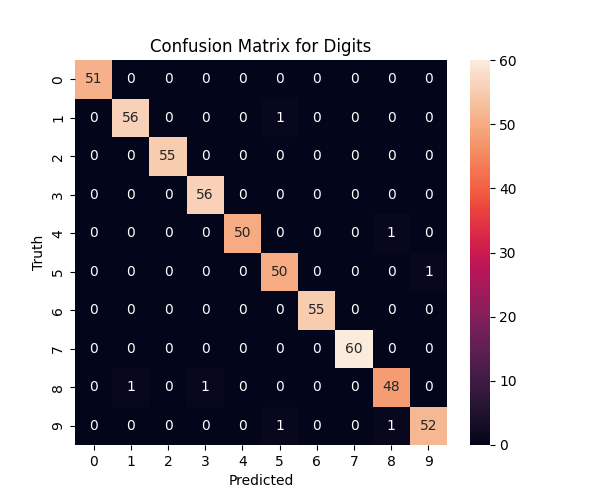 Confusion Matrix for Digits
Truth
0 51 0 0 0 0 0 0 0 0 0
1 0 56 0 0 0 1 0 0 0 0
2 0 0 55 0 0 0 0 0 0 0
3 0 0 0 56 0 0 0 0 0 0
4 0 0 0 0 50 0 0 0 1 0
5 0 0 0 0 0 50 0 0 0 1
6 0 0 0 0 0 0 55 0 0 0
7 0 0 0 0 0 0 0 60 0 0
8 0 1 0 1 0 0 0 0 48 0
9 0 0 0 0 0 1 0 0 1 52
0 1 2 3 4 5 6 7 8 9
Predicted
60
50
40
30
20
10
0